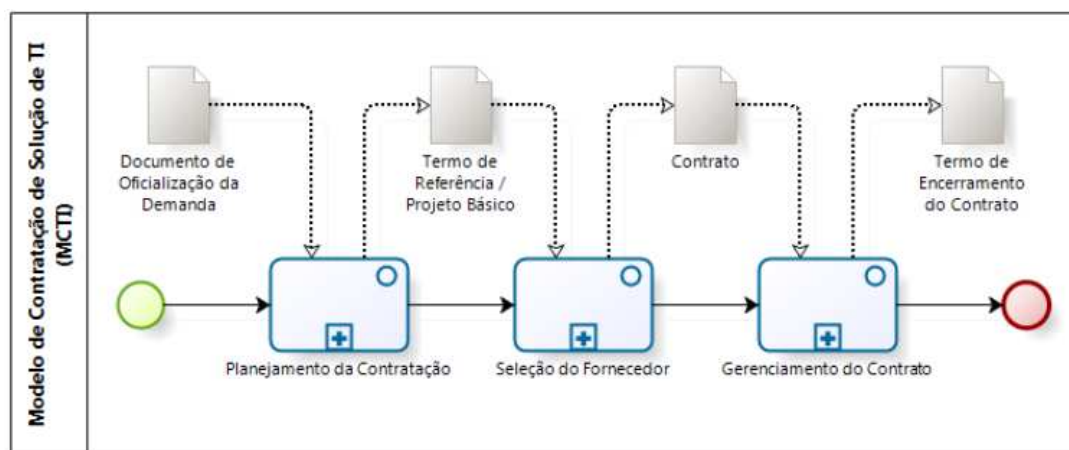 Modelo de Contratação de Solução de TI
(MCTI)
Documento de
Oficialização da
Demanda
Termo de
Referência /
Projeto Básico
Contrato
Termo de
Encerramento
do Contrato
Planejamento da Contratação
Seleção do Fornecedor
Gerenciamento do Contrato